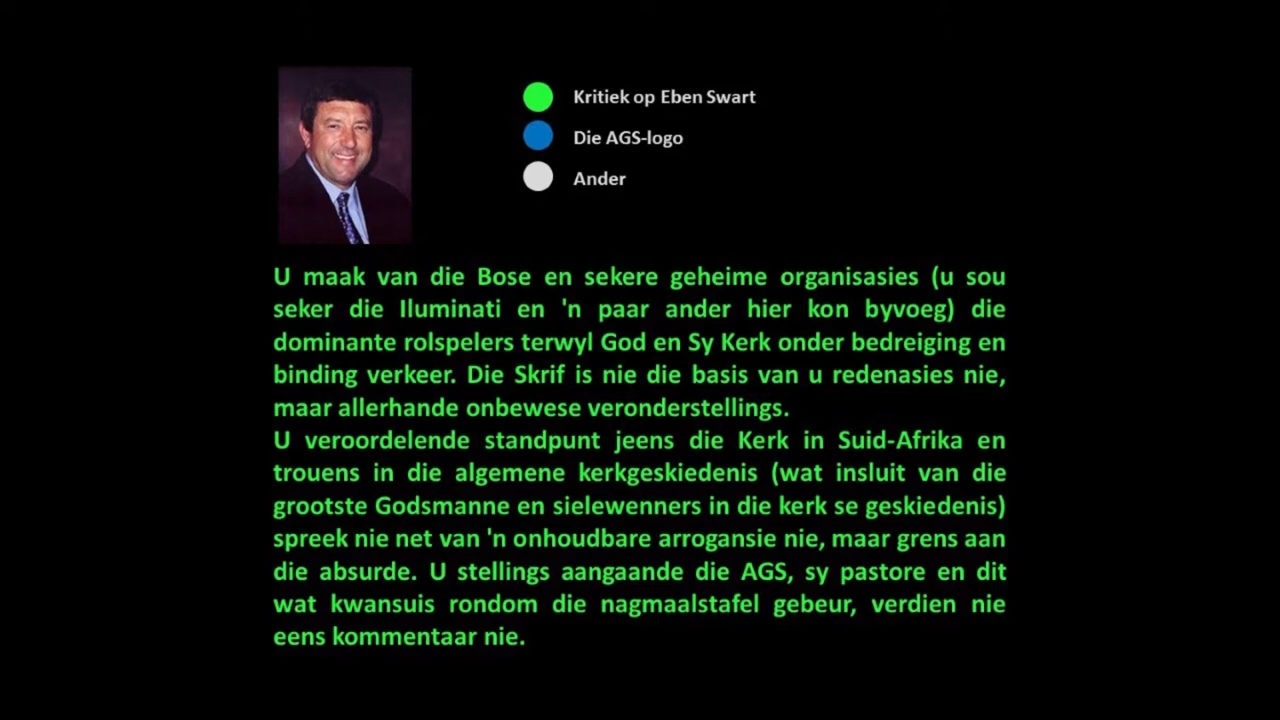 Kritiek op Eben Swart
Die AGS-logo
Ander
U maak van die Bose en sekere geheime organisasies (u sou
seker die Iluminati en 'n paar ander hier kon byvoeg) die
dominante rolspelers terwyl God en Sy Kerk onder bedreiging en
binding verkeer. Die Skrif is nie die basis van u redenasies nie,
maar allerhande onbewese veronderstellings.
U veroordelende standpunt jeens die Kerk in Suid-Afrika en
trouens in die algemene kerkgeskiedenis (wat insluit van die
grootste Godsmanne en sielewenners in die kerk se geskiedenis)
spreek nie net van 'n onhoudbare arrogansie nie, maar grens aan
die absurde. U stellings aangaande die AGS, sy pastore en dit
wat kwansuis rondom die nagmaalstafel gebeur, verdien nie
eens kommentaar nie.